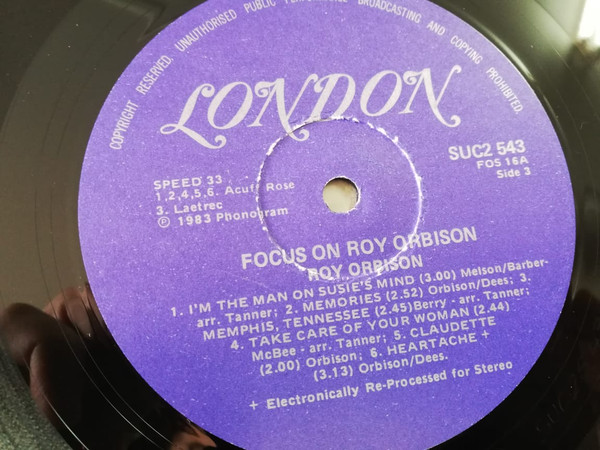 COPYRIGHT RESERVED. UNAUTHORISED PUBLIC PERFORMANCE BROADCASTING AND COPYING PROHIBITED.
LONDON
SUC2 543
FOS 16A
Side 3
SPEED 33
1,2,4,5,6. Acuff Rose
3. Laetrec
℗ 1983 Phonogram
FOCUS ON ROY ORBISON
ROY ORBISON
1. I'M THE MAN ON SUSIE'S MIND (3.00) Melson/Barber-
arr. Tanner; 2. MEMORIES (2.52) Orbison/Dees; 3.
MEMPHIS, TENNESSEE (2.45) Berry - arr. Tanner;
4. TAKE CARE OF YOUR WOMAN (2.44)
McBee - arr. Tanner; 5. CLAUDETTE
(2.00) Orbison; 6. HEARTACHE +
(3.13) Orbison/Dees.
+ Electronically Re-Processed for Stereo